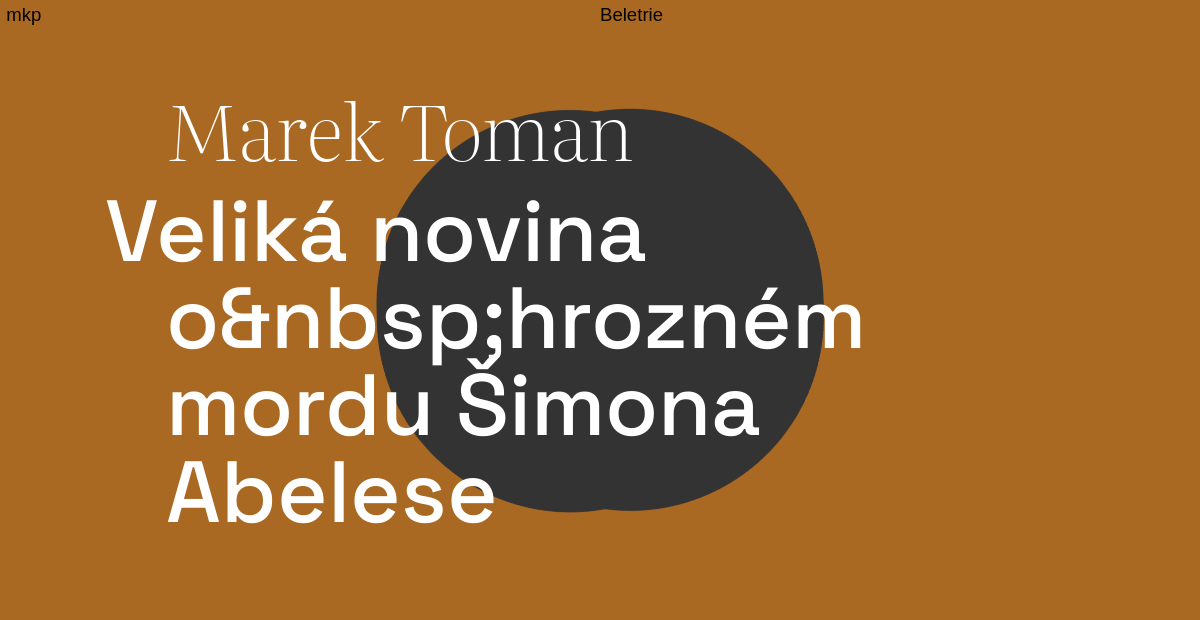 mkp
Beletrie
Marek Toman
Veliká novina
o&nbsp;hrozném
mordu Šimona
Abelese